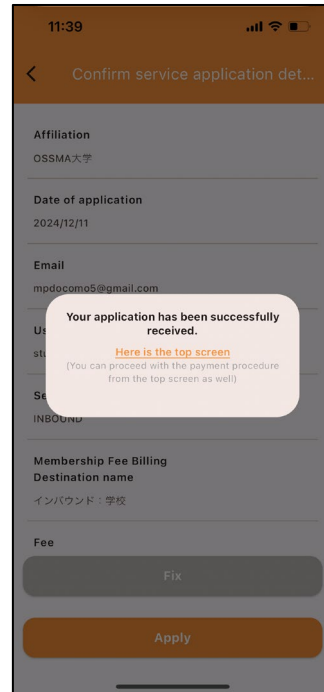 11:39
Confirm service application det...
Affiliation
OSSMA大学
Date of application
2024/12/11
Email
mpdocomo5@gmail.com
Your application has been successfully
received.
Here is the top screen
(You can proceed with the payment procedure
from the top screen as well)
INBOUND
Membership Fee Billing
Destination name
インバウンド：学校
Fee
Fix
Apply